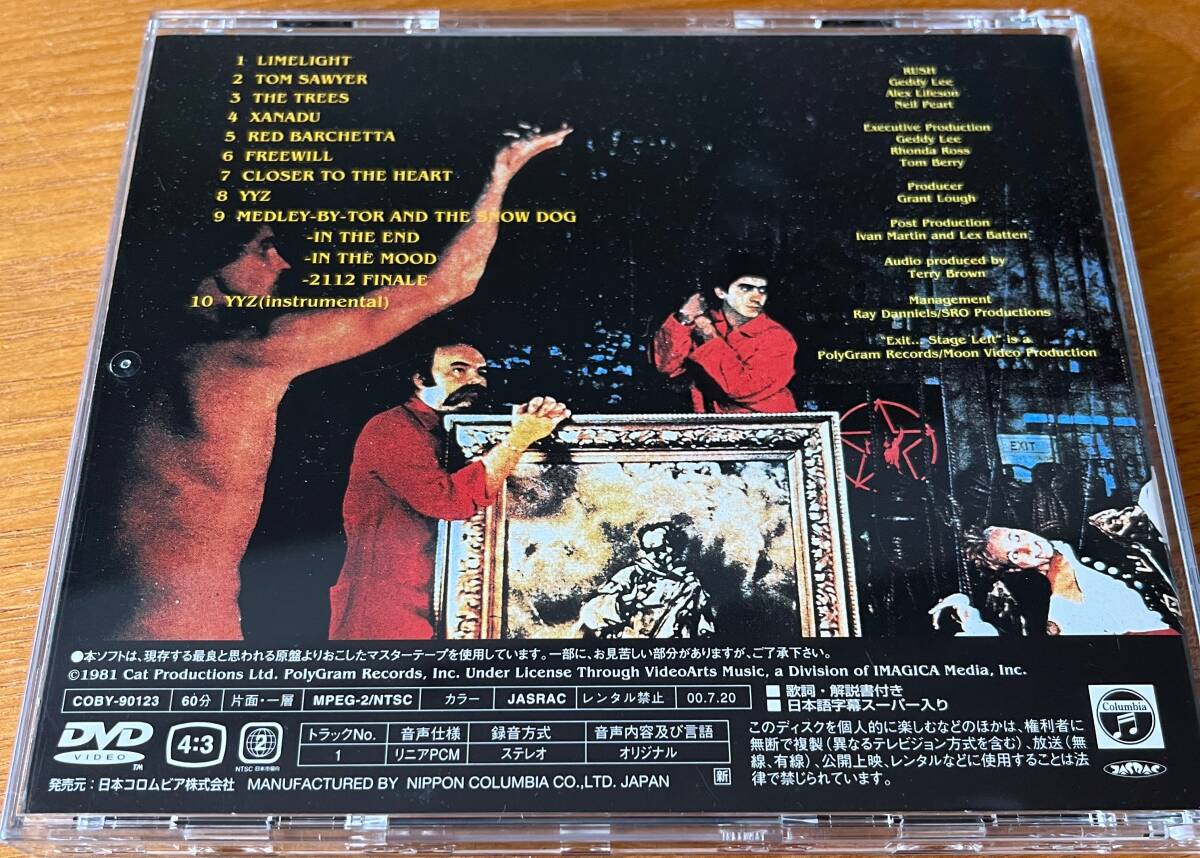 1 LIMELIGHT
2 TOM SAWYER
3 THE TREES
4 XANADU
5 RED BARCHETTA
6 FREEWILL
7 CLOSER TO THE HEART
8 YYZ
9 MEDLEY-BY-TOR AND THE SNOW DOG
-IN THE END
-IN THE MOOD
-2112 FINALE
10 YYZ(instrumental)
RUSH
Geddy Lee
Alex Lifeson
Neil Peart
Executive Production
Geddy Lee
Rhonda Ross
Tom Berry
Producer
Grant Lough
Post Production
Ivan Martin and Lex Batten
Audio produced by
Terry Brown
Management
Ray Danniels/SRO Productions
"Exit... Stage Left" is a
PolyGram Records/Moon Video Production
EXIT
●本ソフトは、現存する最良と思われる原盤よりおこしたマスターテープを使用しています。一部に、お見苦しい部分がありますが、ご了承下さい。
©1981 Cat Productions Ltd. PolyGram Records, Inc. Under License Through VideoArts Music, a Division of IMAGICA Media, Inc.
COBY-90123 60分 片面・一層 MPEG-2/NTSC カラー JASRAC レンタル禁止 00.7.20
■歌詞・解説書付き
■日本語字幕スーパー入り
Columbia
DVD
VIDEO TM
4:3
2
NTSC 日本市場向
トラックNo. 音声仕様 録音方式 音声内容及び言語
1 リニアPCM ステレオ オリジナル
このディスクを個人的に楽しむなどのほかは、権利者に
無断で複製(異なるテレビジョン方式を含む)、放送(無
線、有線)、公開上映、レンタルなどに使用することは法
律で禁じられています。
JASRAC
発売元：日本コロムビア株式会社 MANUFACTURED BY NIPPON COLUMBIA CO.,LTD. JAPAN 新